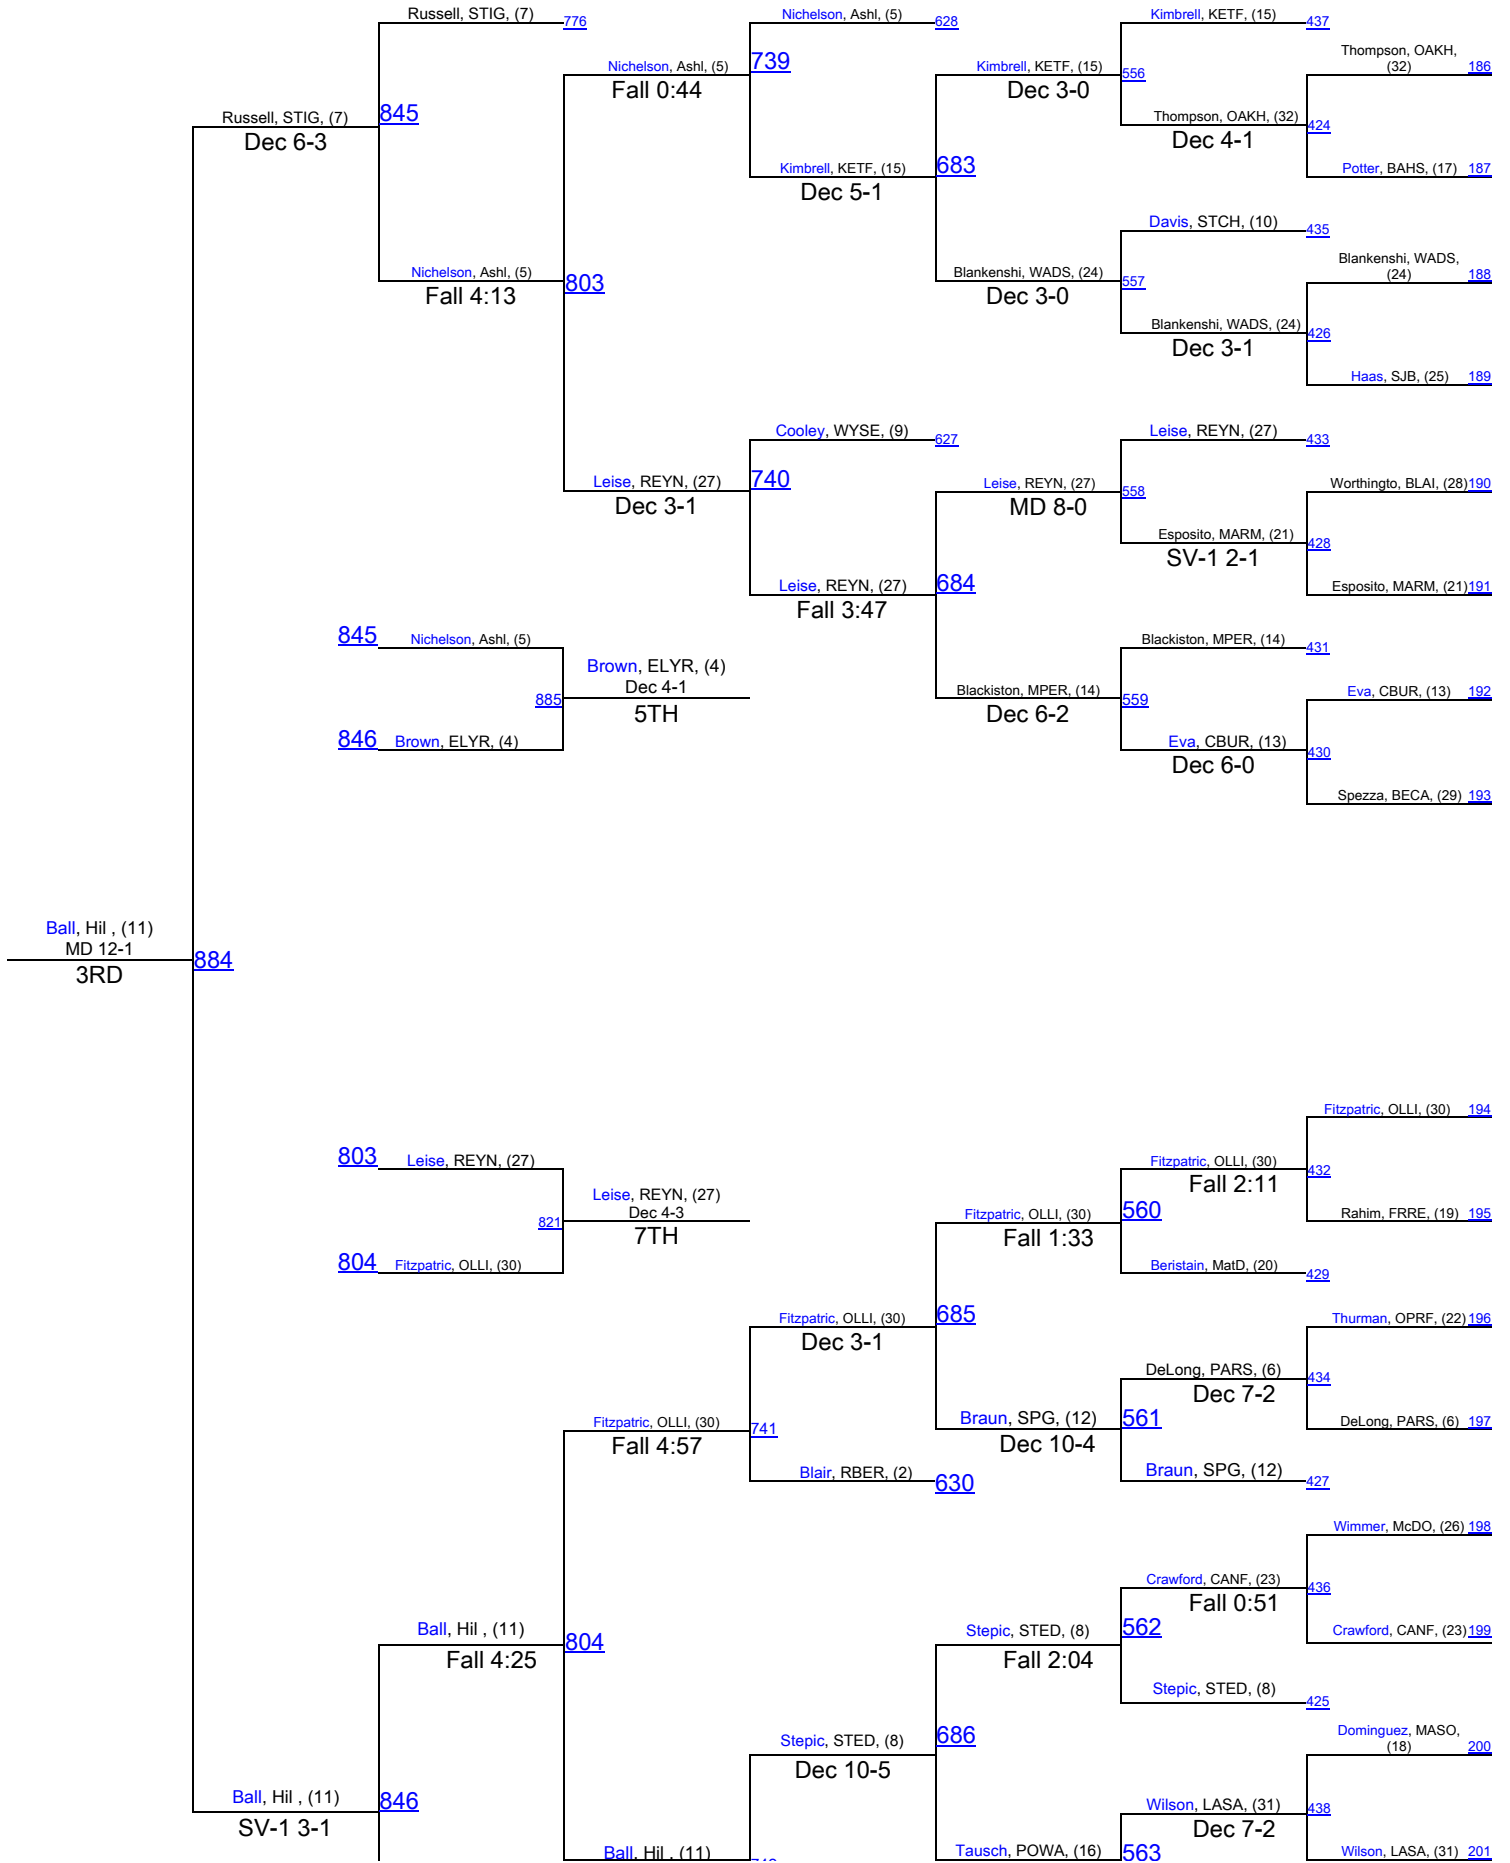 Russell, STIG, (7)
776
Nichelson, Ashl, (5)
628
Kimbrell, KETF, (15)
437
Thompson, OAKH,
(32) 186
Nichelson, Ashl, (5)
739
Fall 0:44
Kimbrell, KETF, (15)
556
Dec 3-0
Russell, STIG, (7)
845
Dec 6-3
Thompson, OAKH, (32)
424
Dec 4-1
Kimbrell, KETF, (15)
683
Dec 5-1
Potter, BAHS, (17) 187
Davis, STCH, (10)
435
Blankenshi, WADS,
(24) 188
Nichelson, Ashl, (5)
803
Fall 4:13
Blankenshi, WADS, (24)
557
Dec 3-0
Blankenshi, WADS, (24)
426
Dec 3-1
Haas, SJB, (25) 189
Cooley, WYSE, (9)
627
Leise, REYN, (27)
433
Leise, REYN, (27)
740
Dec 3-1
Leise, REYN, (27)
558
MD 8-0
Worthingto, BLAI, (28) 190
Esposito, MARM, (21)
428
SV-1 2-1
Leise, REYN, (27)
684
Fall 3:47
Esposito, MARM, (21) 191
845 Nichelson, Ashl, (5)
Blackiston, MPER, (14)
431
Brown, ELYR, (4)
Dec 4-1
885
5TH
Blackiston, MPER, (14)
559
Dec 6-2
Eva, CBUR, (13) 192
846 Brown, ELYR, (4)
Eva, CBUR, (13)
430
Dec 6-0
Spezza, BECA, (29) 193
Ball, Hil , (11)
MD 12-1
884
3RD
Fitzpatric, OLLI, (30) 194
803 Leise, REYN, (27)
Fitzpatric, OLLI, (30)
432
Fall 2:11
Leise, REYN, (27)
Dec 4-3
821
7TH
Fitzpatric, OLLI, (30)
560
Fall 1:33
Rahim, FRRE, (19) 195
804 Fitzpatric, OLLI, (30)
Beristain, MatD, (20)
429
Fitzpatric, OLLI, (30)
685
Dec 3-1
Thurman, OPRF, (22) 196
DeLong, PARS, (6)
434
Dec 7-2
Fitzpatric, OLLI, (30)
741
Fall 4:57
Braun, SPG, (12)
561
Dec 10-4
DeLong, PARS, (6) 197
Blair, RBER, (2)
630
Braun, SPG, (12)
427
Wimmer, McDO, (26) 198
Crawford, CANF, (23)
436
Fall 0:51
Ball, Hil , (11)
804
Fall 4:25
Stepic, STED, (8)
562
Fall 2:04
Crawford, CANF, (23) 199
Stepic, STED, (8)
425
Stepic, STED, (8)
686
Dec 10-5
Dominguez, MASO,
(18) 200
Ball, Hil , (11)
846
SV-1 3-1
Wilson, LASA, (31)
438
Dec 7-2
Ball, Hil , (11)
Tausch, POWA, (16)
563
Wilson, LASA, (31) 201